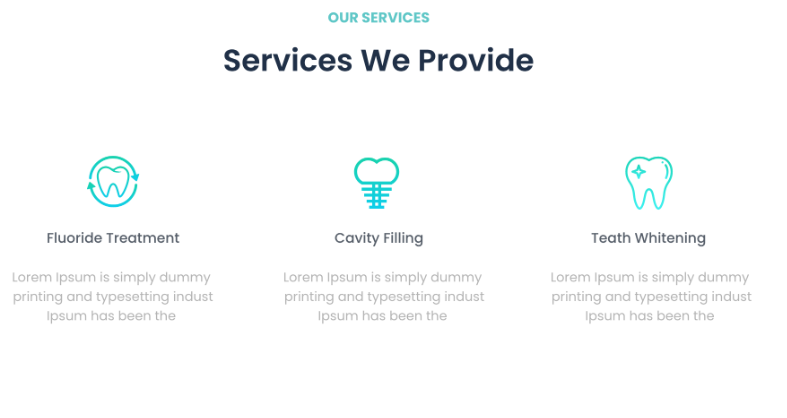 OUR SERVICES
Services We Provide
Fluoride Treatment
Cavity Filling
Teath Whitening
Lorem Ipsum is simply dummy
printing and typesetting indust
Ipsum has been the
Lorem Ipsum is simply dummy
printing and typesetting indust
Ipsum has been the
Lorem Ipsum is simply dummy
printing and typesetting indust
Ipsum has been the